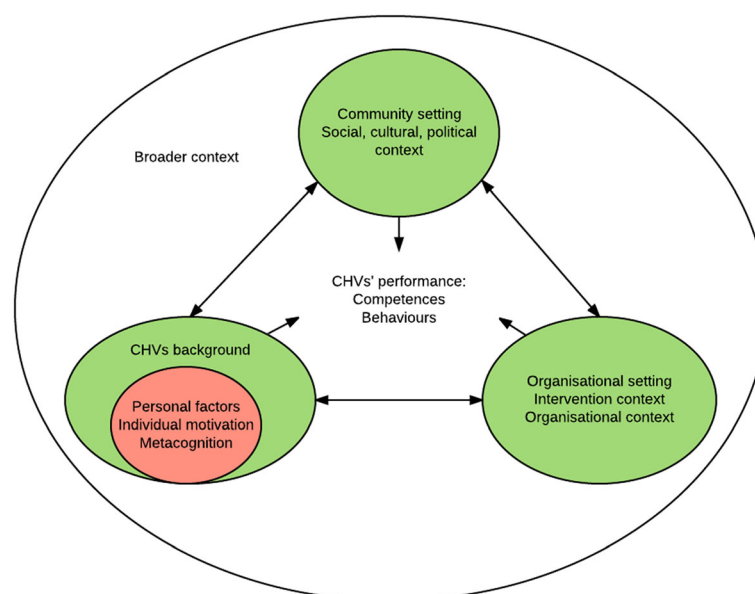 Community setting
Social, cultural, political
context
Broader context
CHVs' performance:
Competences
Behaviours
CHVs background
Personal factors
Individual motivation
Metacognition
Organisational setting
Intervention context
Organisational context